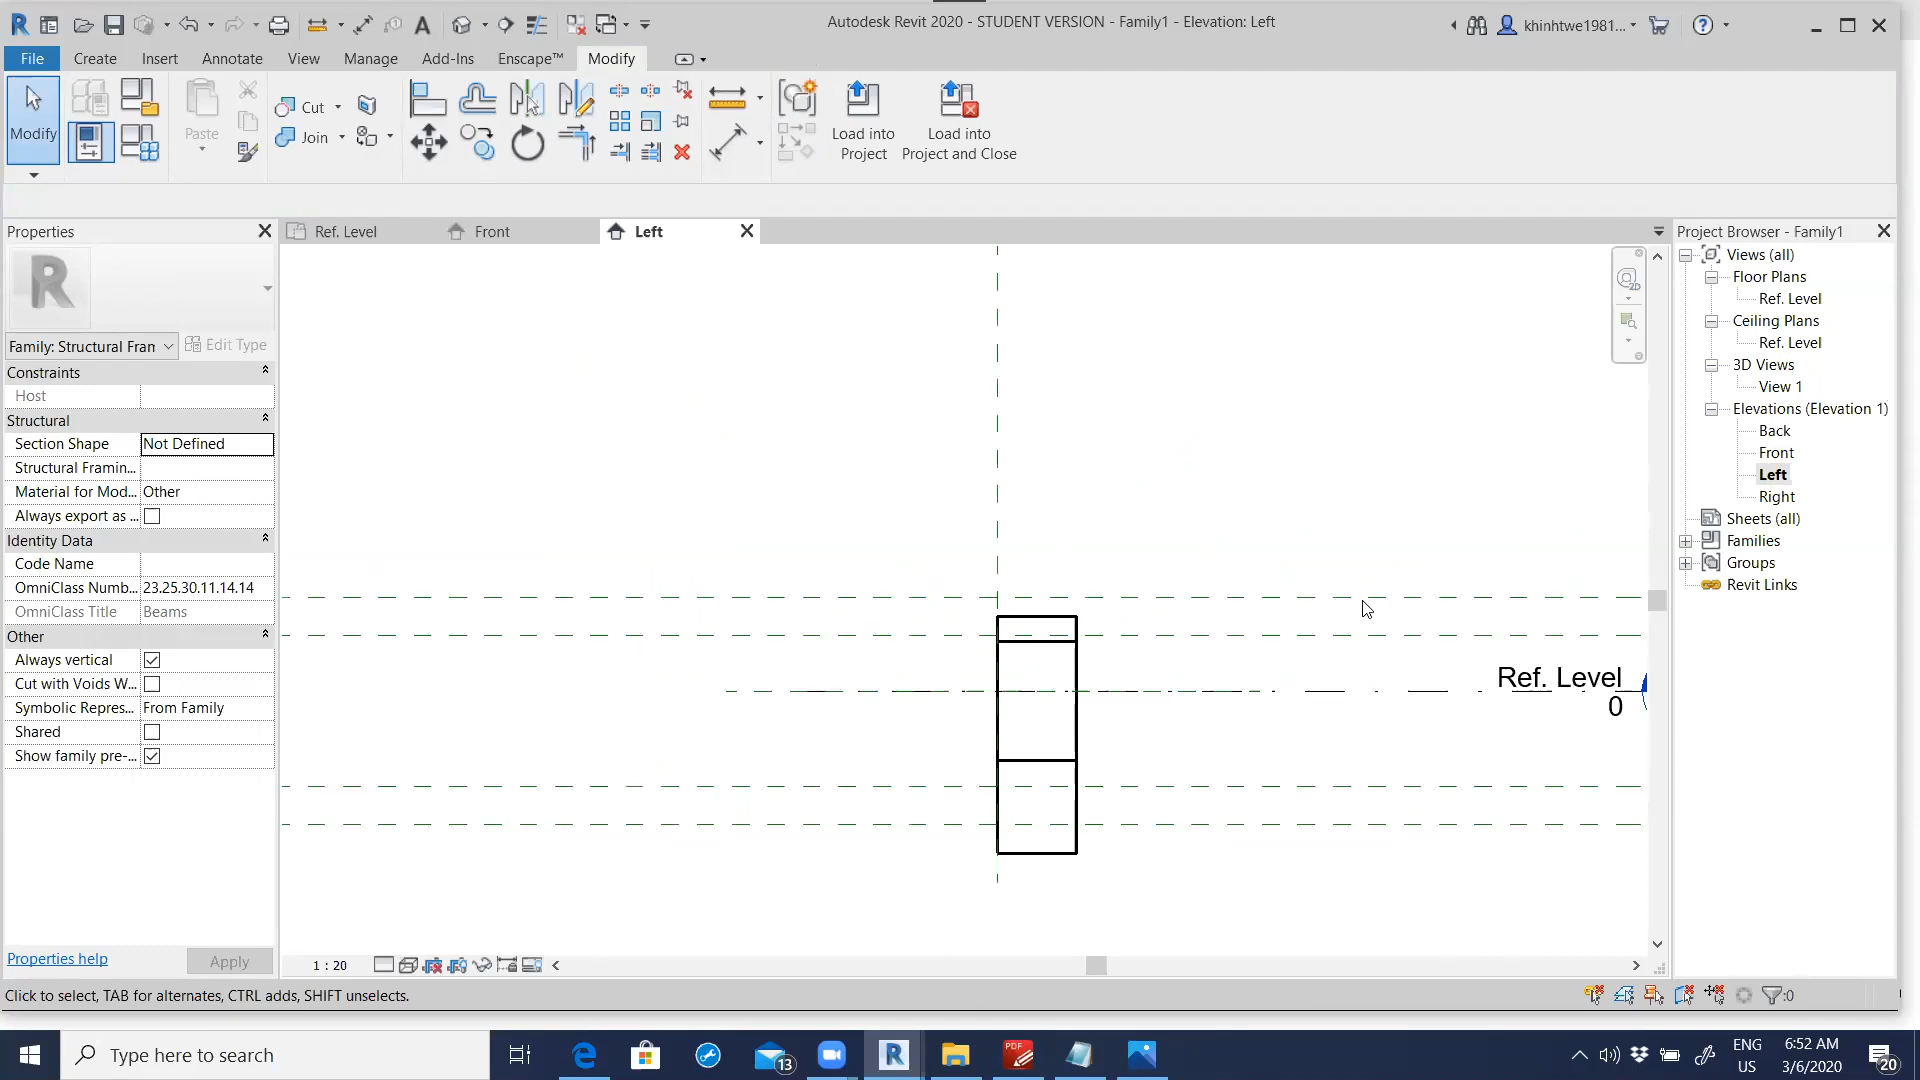 Autodesk Revit 2020 - STUDENT VERSION - Family1 - Elevation: Left
khinhtwe1981...
File Create Insert Annotate View Manage Add-Ins Enscape™ Modify
Modify
Paste
Cut
Join
Load into
Project
Load into
Project and Close
Properties
Ref. Level
Front
Left
Project Browser - Family1
Family: Structural Fran
Edit Type
Constraints
Host
Structural
Section Shape Not Defined
Structural Framin...
Material for Mod... Other
Always export as ...
Identity Data
Code Name
OmniClass Numb... 23.25.30.11.14.14
OmniClass Title Beams
Other
Always vertical
Cut with Voids W...
Symbolic Repres... From Family
Shared
Show family pre-...
Properties help
Apply
2D
Ref. Level
0
Views (all)
Floor Plans
Ref. Level
Ceiling Plans
Ref. Level
3D Views
View 1
Elevations (Elevation 1)
Back
Front
Left
Right
Sheets (all)
Families
Groups
Revit Links
1 : 20
Click to select, TAB for alternates, CTRL adds, SHIFT unselects.
:0
Type here to search
13
PDF
ENG
US
6:52 AM
3/6/2020
20